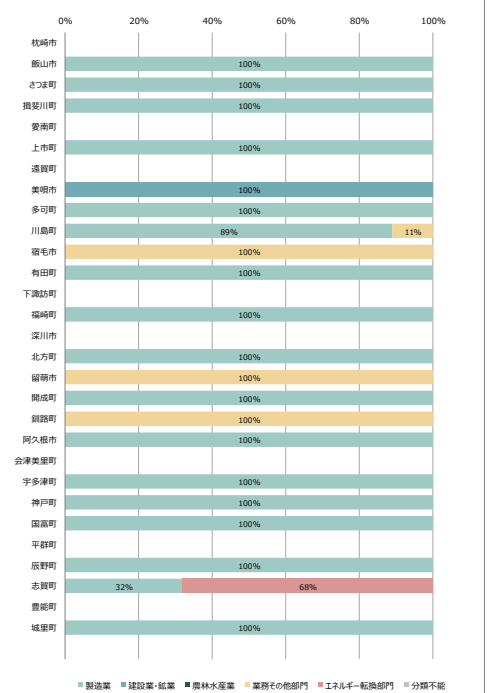 0% 20% 40% 60% 80% 100%
枕崎市
飯山市 100%
さつま町 100%
揖斐川町 100%
愛南町
上市町 100%
遠賀町
美唄市 100%
多可町 100%
川島町 89% 11%
宿毛市 100%
有田町 100%
下諏訪町
福崎町 100%
深川市
北方町 100%
留萌市 100%
開成町 100%
釧路町 100%
阿久根市 100%
会津美里町
宇多津町 100%
神戸町 100%
国富町 100%
平群町
辰野町 100%
志賀町 32% 68%
豊能町
城里町 100%
製造業 建設業・鉱業 農林水産業 業務その他部門 エネルギー転換部門 分類不能